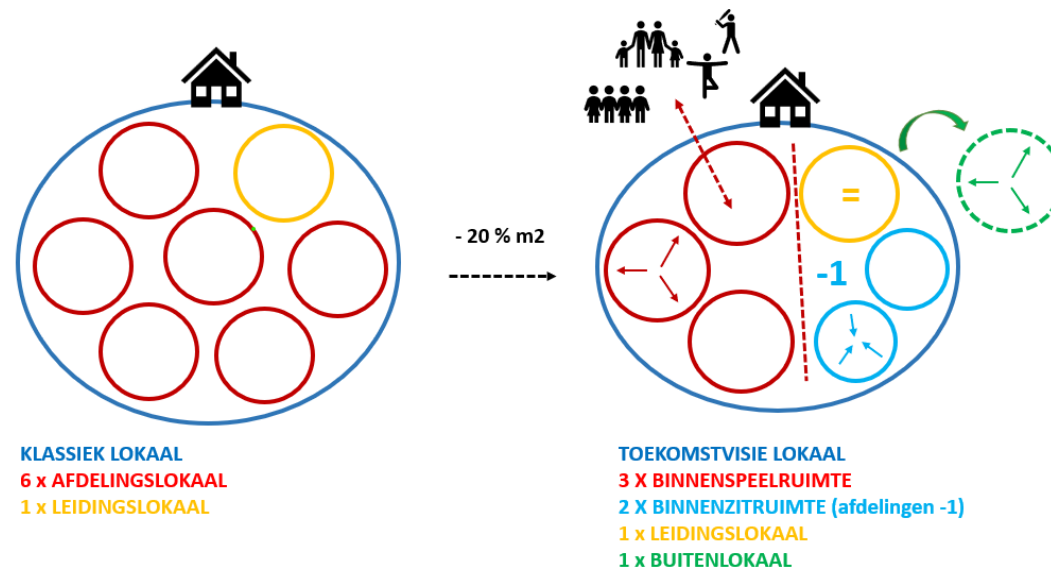 - 20 % m2
=
-1
KLASSIEK LOKAAL
6 x AFDELINGSLOKAAL
1 x LEIDINGSLOKAAL
TOEKOMSTVISIE LOKAAL
3 X BINNENSPEELRUIMTE
2 X BINNENZITRUIMTE (afdelingen -1)
1 x LEIDINGSLOKAAL
1 x BUITENLOKAAL